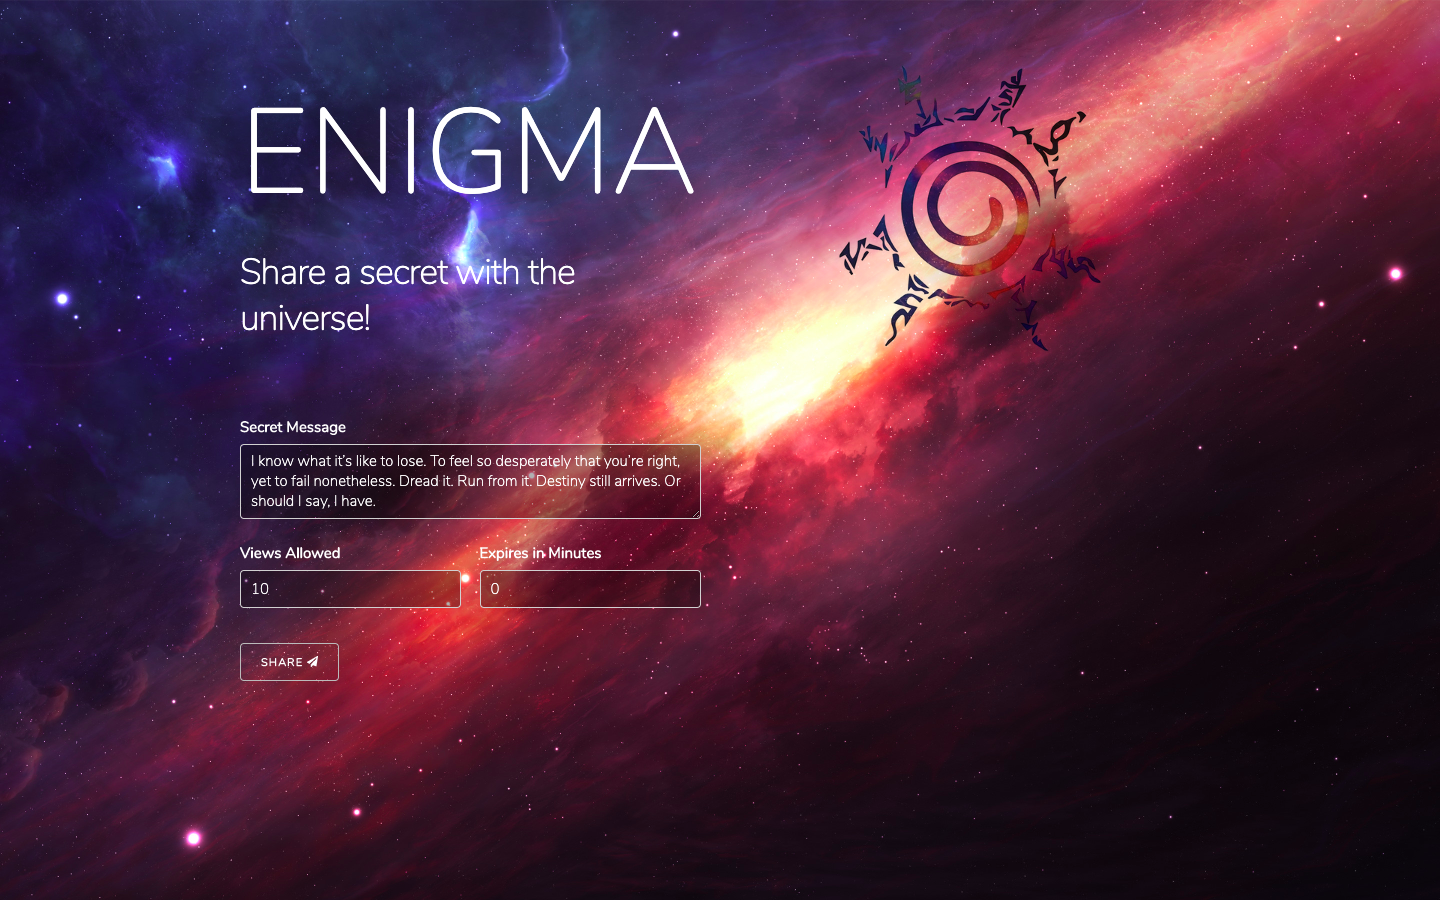 ENIGMA
Share a secret with the
universe!
Secret Message
I know what it's like to lose. To feel so desperately that you're right,
yet to fail nonetheless. Dread it. Run from it. Destiny still arrives. Or
should I say, I have.
Views Allowed
Expires in Minutes
10
0
SHARE